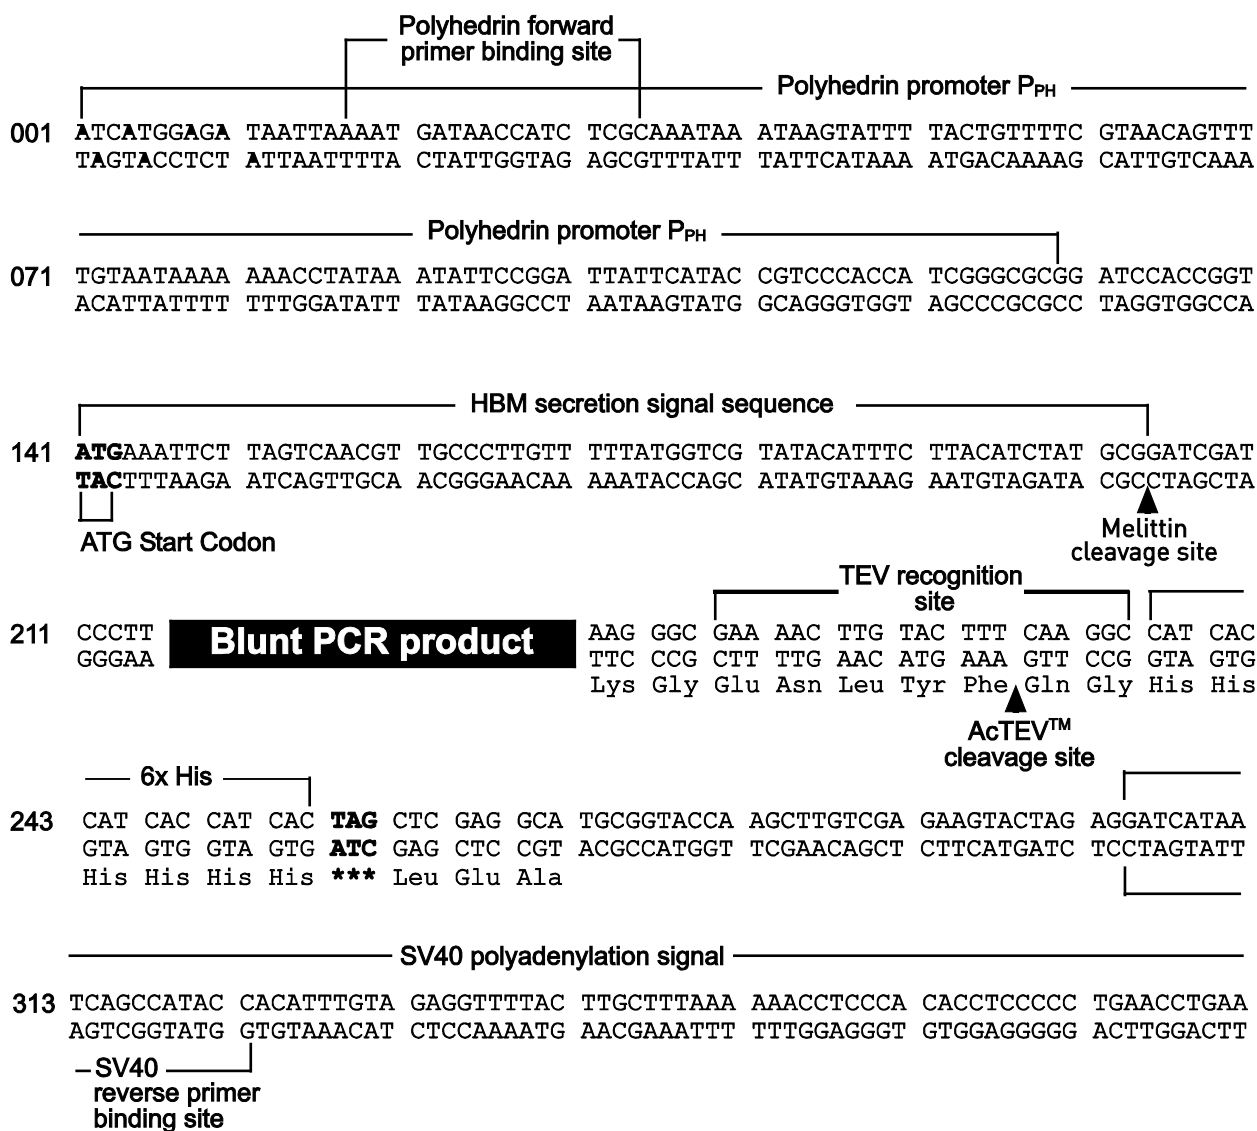 Polyhedrin forward
primer binding site
Polyhedrin promoter PPH
001 ATCATGGAGA TAATTAAAAT GATAACCATC TCGCAAATAA ATAAGTATTT TACTGTTTTC GTAACAGTTT
TAGTACCTCT ATTAATTTTA CTATTGGTAG AGCGTTTATT TATTCATAAA ATGACAAAAG CATTGTCAAA
Polyhedrin promoter PPH
071 TGTAATAAAA AAACCTATAA ATATTCCGGA TTATTCATAC CGTCCCACCA TCGGGCGCGG ATCCACCGGT
ACATTATTTT TTTGGATATT TATAAGGCCT AATAAGTATG GCAGGGTGGT AGCCCGCGCC TAGGTGGCCA
HBM secretion signal sequence
141 ATGAAATTCT TAGTCAACGT TGCCCTTGTT TTTATGGTCG TATACATTTC TTACATCTAT GCGGATCGAT
TACTTTAAGA ATCAGTTGCA ACGGGAACAA AAATACCAGC ATATGTAAAG AATGTAGATA CGCCTAGCTA
ATG Start Codon
Melittin
cleavage site
TEV recognition
site
211 CCCTT Blunt PCR product AAG GGC GAA AAC TTG TAC TTT CAA GGC CAT CAC
GGGAA TTC CCG CTT TTG AAC ATG AAA GTT CCG GTA GTG
Lys Gly Glu Asn Leu Tyr Phe Gln Gly His His
AcTEV™
cleavage site
6x His
243 CAT CAC CAT CAC TAG CTC GAG GCA TGCGGTACCA AGCTTGTCGA GAAGTACTAG AGGATCATAA
GTA GTG GTA GTG ATC GAG CTC CGT ACGCCATGGT TCGAACAGCT CTTCATGATC TCCTAGTATT
His His His His *** Leu Glu Ala
SV40 polyadenylation signal
313 TCAGCCATAC CACATTTGTA GAGGTTTTAC TTGCTTTAAA AAACCTCCCA CACCTCCCCC TGAACCTGAA
AGTCGGTATG GTGTAAACAT CTCCAAAATG AACGAAATTT TTTGGAGGGT GTGGAGGGGG ACTTGGACTT
SV40
reverse primer
binding site